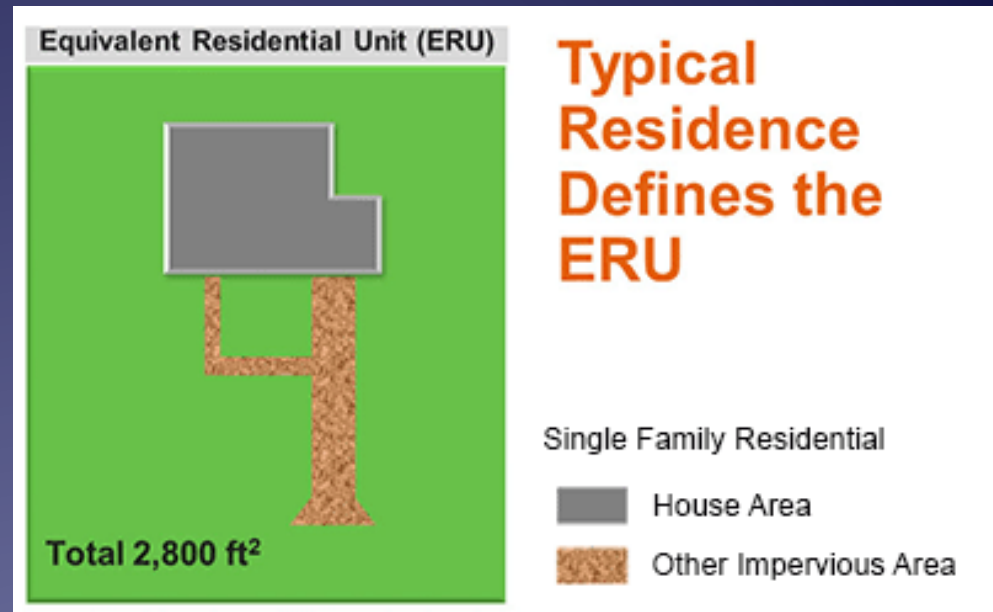 Equivalent Residential Unit (ERU)
Typical
Residence
Defines the
ERU
Single Family Residential
House Area
Other Impervious Area
Total 2,800 ft²